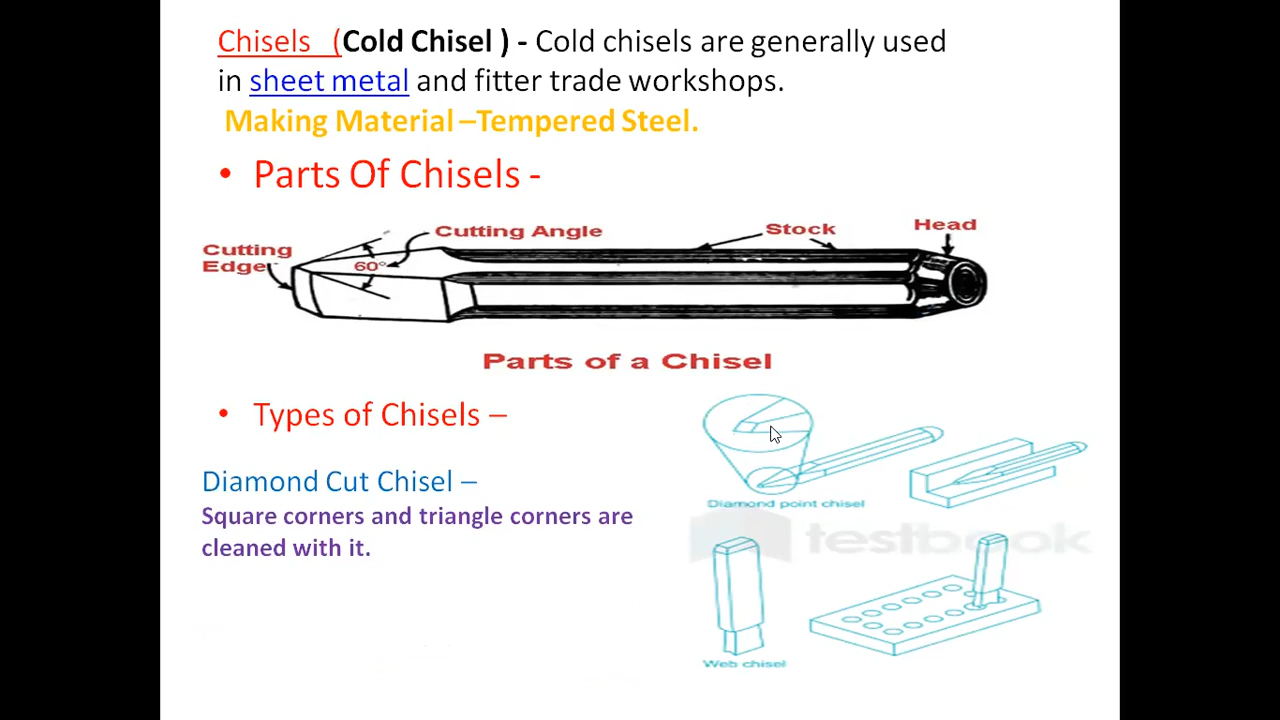 Chisels (Cold Chisel ) - Cold chisels are generally used
in sheet metal and fitter trade workshops.
Making Material –Tempered Steel.
• Parts Of Chisels -
Cutting Edge
Cutting Angle
60°
Stock
Head
Parts of a Chisel
• Types of Chisels –
Diamond Cut Chisel –
Square corners and triangle corners are
cleaned with it.
Diamond point chisel
testbook
Web chisel